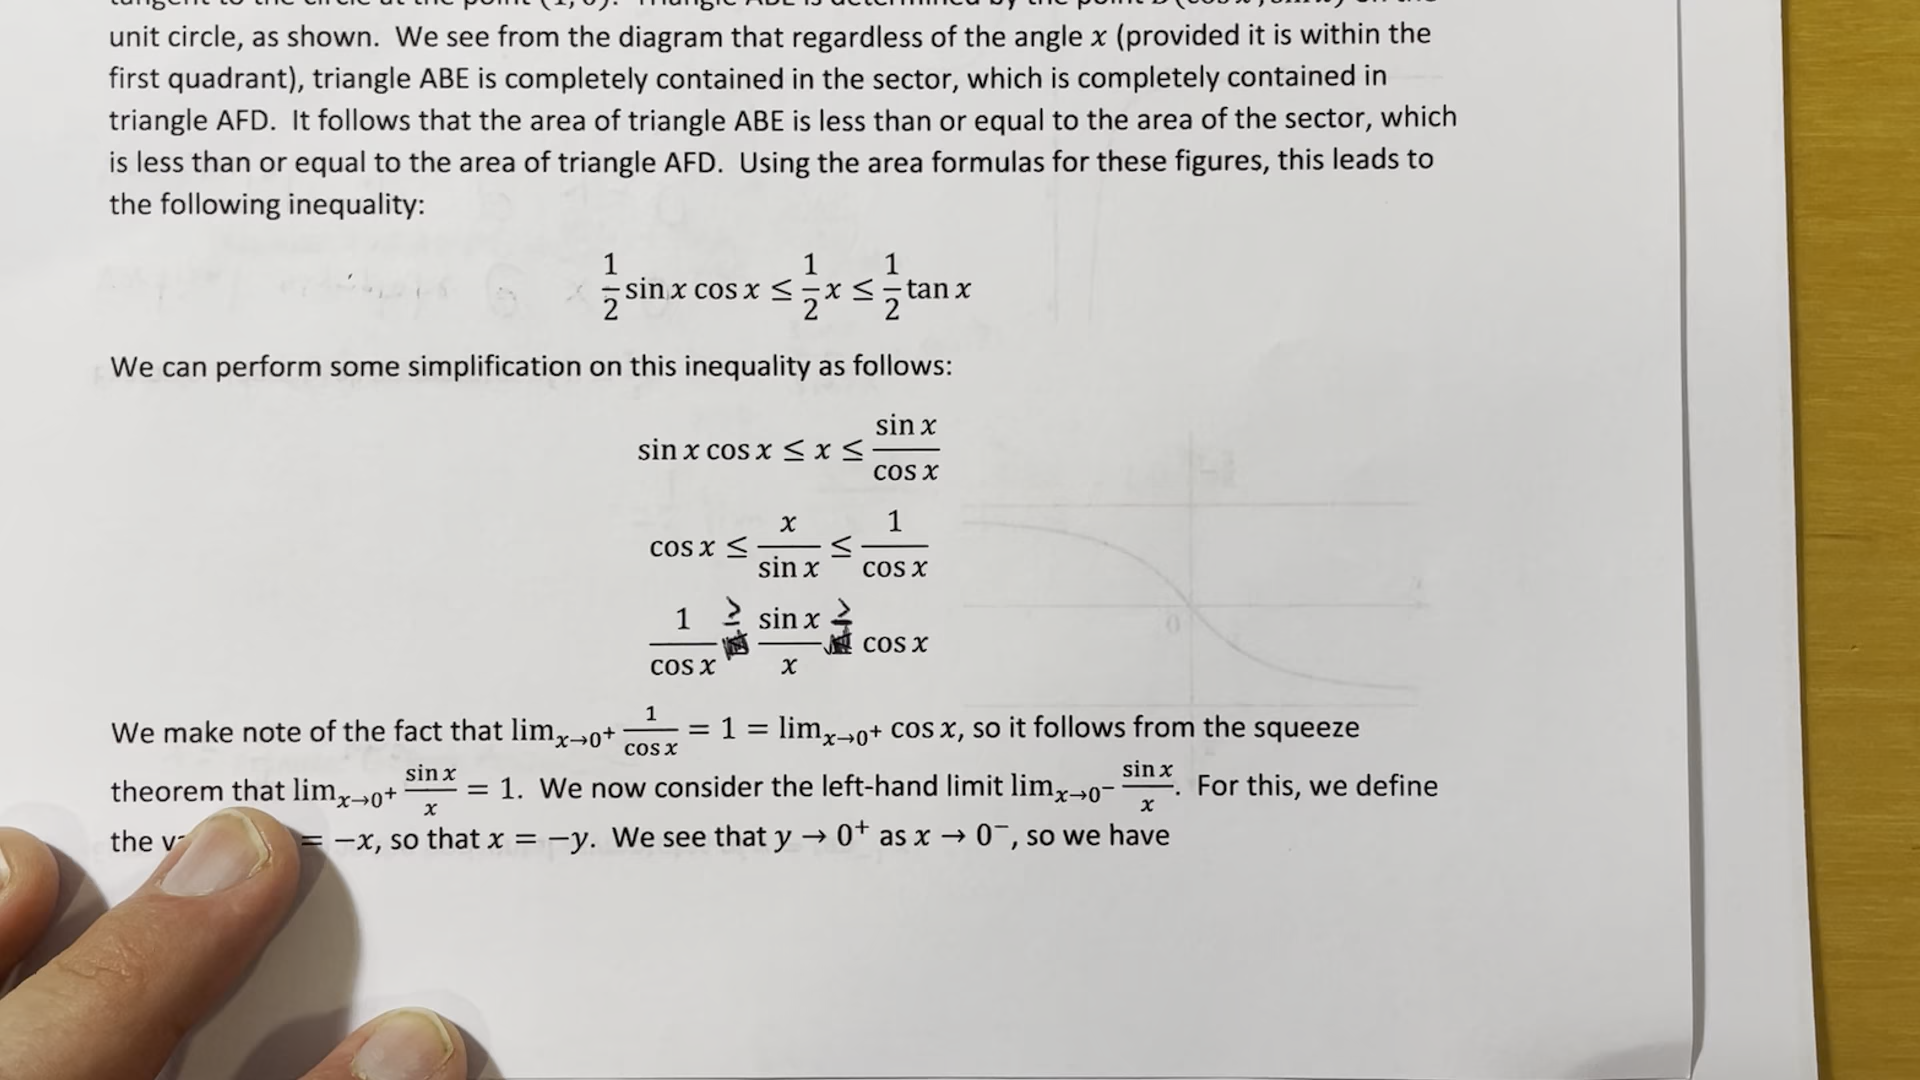 unit circle, as shown. We see from the diagram that regardless of the angle x (provided it is within the
first quadrant), triangle ABE is completely contained in the sector, which is completely contained in
triangle AFD. It follows that the area of triangle ABE is less than or equal to the area of the sector, which
is less than or equal to the area of triangle AFD. Using the area formulas for these figures, this leads to
the following inequality:
1/2 sin x cos x ≤ 1/2 x ≤ 1/2 tan x
We can perform some simplification on this inequality as follows:
sin x cos x ≤ x ≤ sin x / cos x
cos x ≤ x / sin x ≤ 1 / cos x
1 / cos x ≥ sin x / x ≥ cos x
We make note of the fact that lim x→0⁺ 1 / cos x = 1 = lim x→0⁺ cos x, so it follows from the squeeze
theorem that lim x→0⁺ sin x / x = 1. We now consider the left-hand limit lim x→0⁻ sin x / x. For this, we define
the = −x, so that x = −y. We see that y → 0⁺ as x → 0⁻, so we have